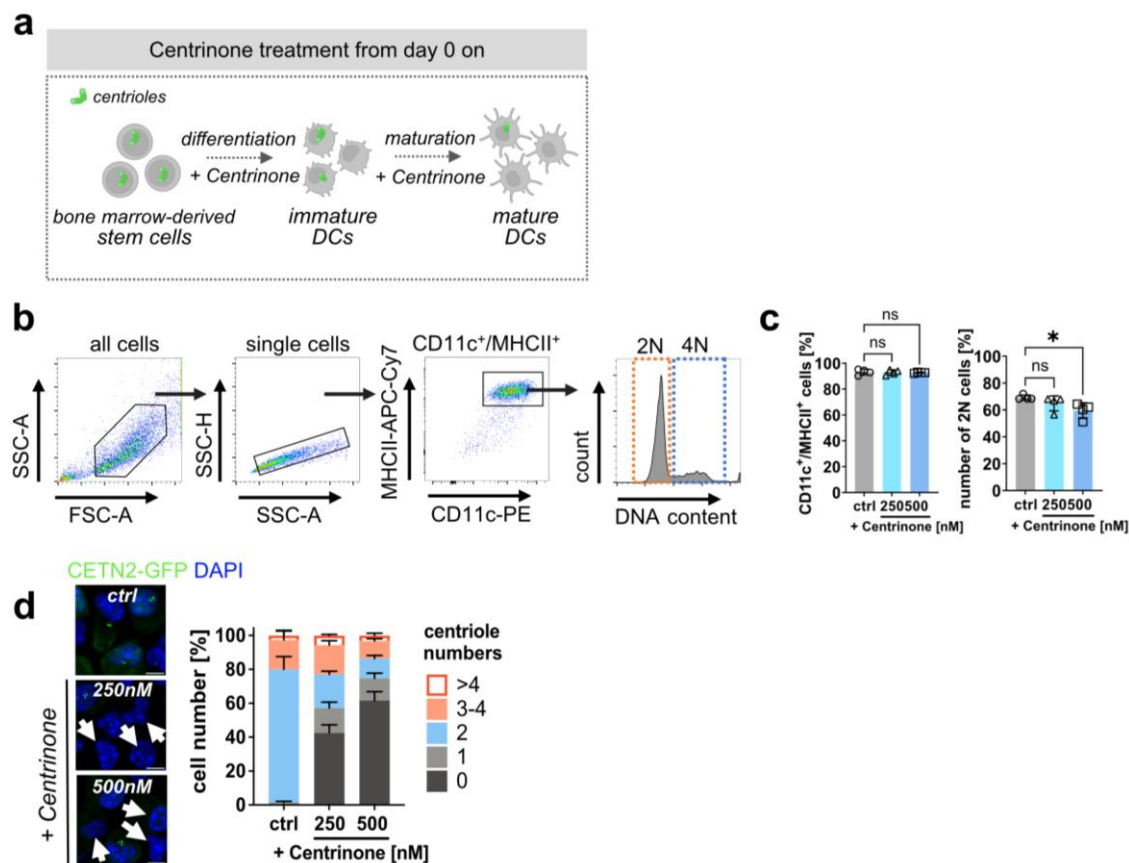 a
Centrinone treatment from day 0 on
centrioles
differentiation
+ Centrinone
maturation
+ Centrinone
bone marrow-derived
stem cells
immature
DCs
mature
DCs
b
all cells
SSC-A
FSC-A
single cells
SSC-H
SSC-A
CD11c⁺/MHCII⁺
MHCII-APC-Cy7
CD11c-PE
2N 4N
count
DNA content
c
CD11c⁺/MHCII⁺ cells [%]
ns
ns
100
80
60
40
20
0
ctrl 250 500
+ Centrinone [nM]
number of 2N cells [%]
*
ns
100
80
60
40
20
0
ctrl 250 500
+ Centrinone [nM]
CETN2-GFP DAPI
d
ctrl
250nM
500nM
+ Centrinone
cell number [%]
100
80
60
40
20
0
ctrl 250 500
+ Centrinone [nM]
centriole
numbers
>4
3-4
2
1
0